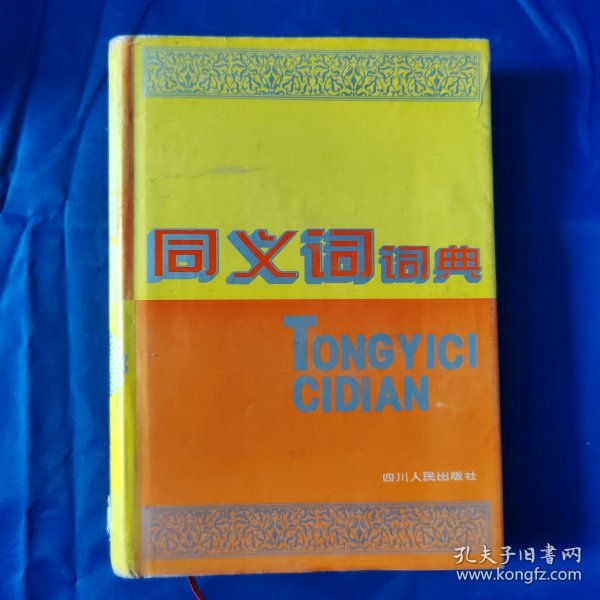 同义词词典
TONGYICI
CIDIAN
四川人民出版社
孔夫子旧书网
www.kongfz.com